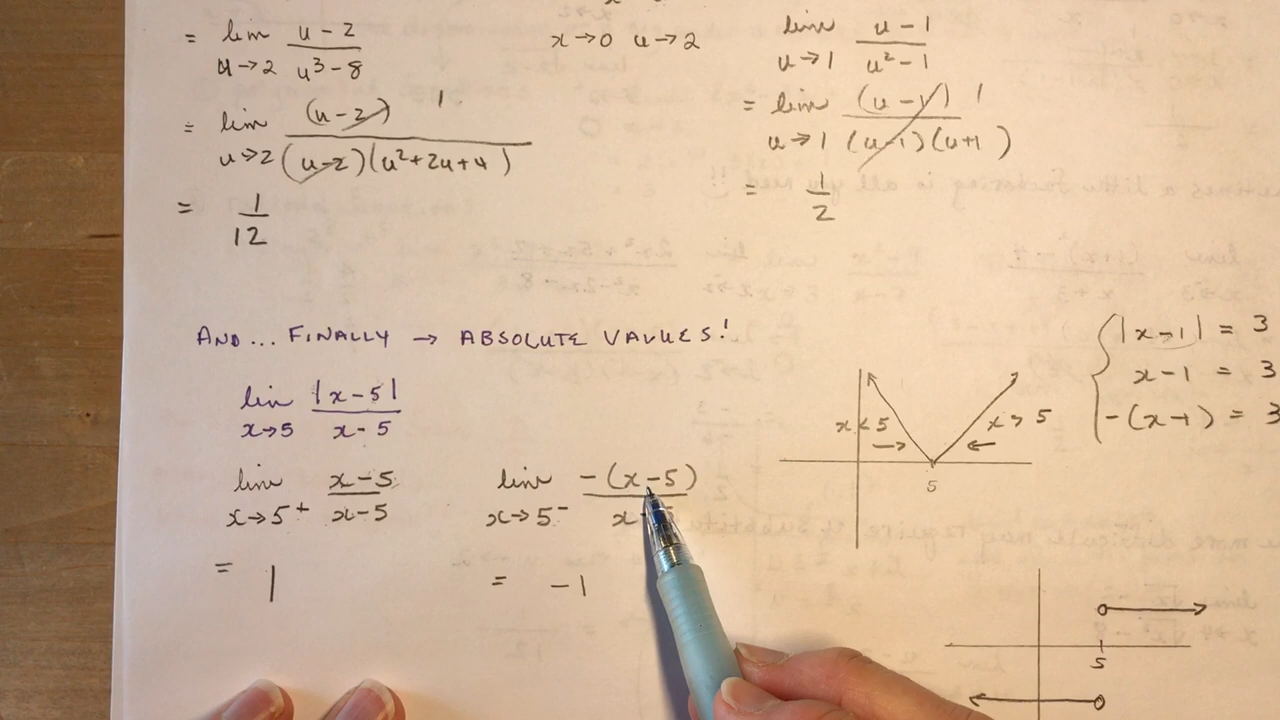 = lim u - 2 / u³ - 8
u→2
x→0 u→2
lim u - 1 / u² - 1
u→1
= lim (u - 2) 1 / (u-2)(u²+2u+4)
u→2
= lim (u - 1) 1 / (u-1)(u+1)
u→1
= 1/12
= 1/2
AND... FINALLY → ABSOLUTE VALUES!
lim |x - 5| / x - 5
x→5
lim x - 5 / x - 5
x→5⁺
= 1
lim -(x - 5) / x - 5
x→5⁻
= -1
|x-1| = 3
x-1 = 3
-(x-1) = 3
x < 5
x > 5
5
5